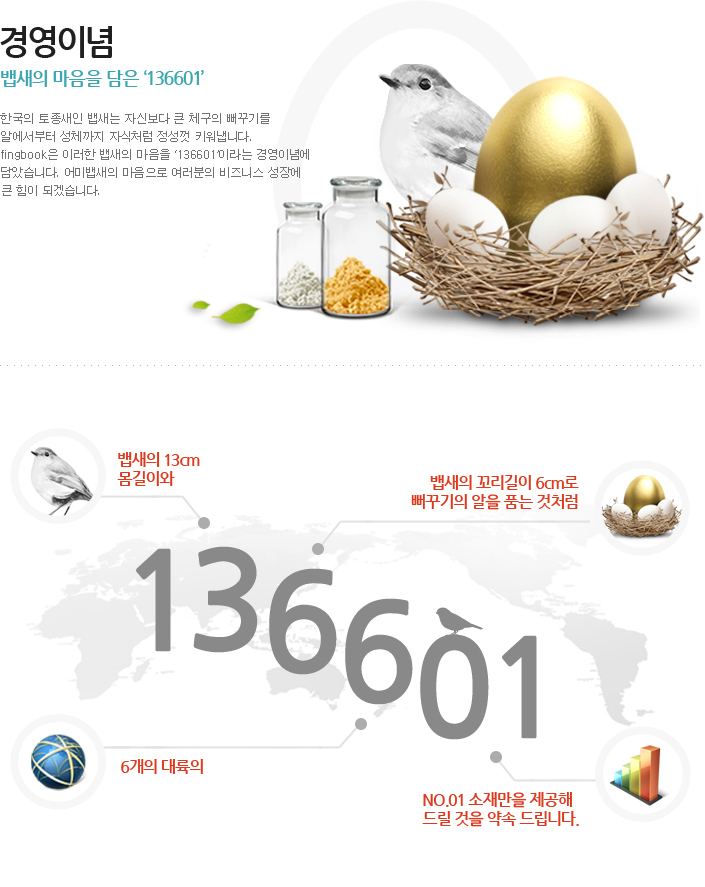 경영이념
뱁새의 마음을 담은 ‘136601’
한국의 토종새인 뱁새는 자신보다 큰 체구의 뻐꾸기를
알에서부터 성체까지 자식처럼 정성껏 키워냅니다.
fingbook은 이러한 뱁새의 마음을 ‘136601’이라는 경영이념에
담았습니다. 어미뱁새의 마음으로 여러분의 비즈니스 성장에
큰 힘이 되겠습니다.
뱁새의 13cm
몸길이와
뱁새의 꼬리길이 6cm로
뻐꾸기의 알을 품는 것처럼
136601
6개의 대륙의
NO.01 소재만을 제공해
드릴 것을 약속 드립니다.